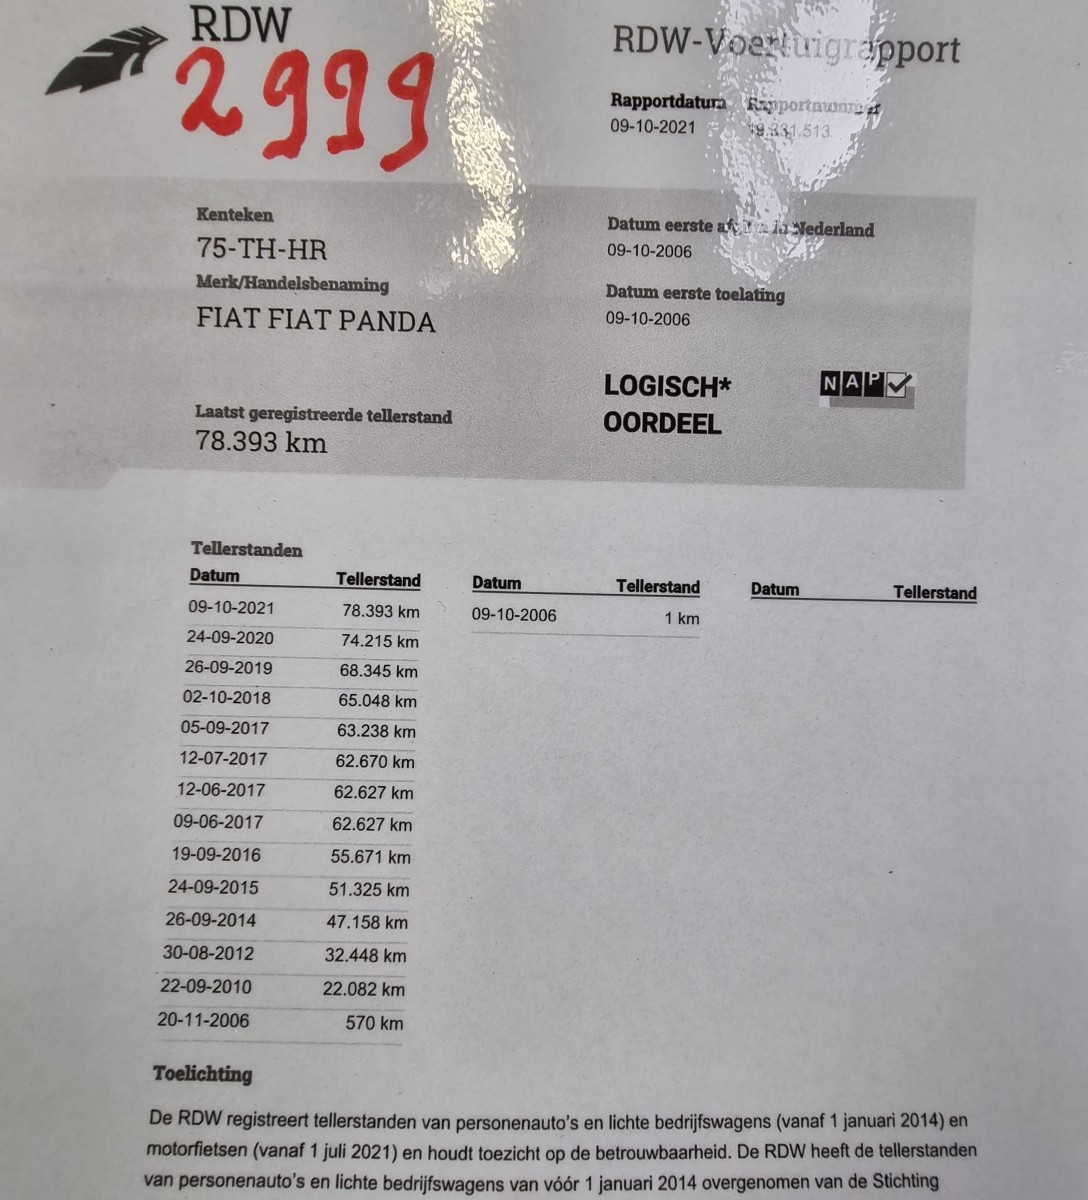 RDW
2999
RDW-Voertuigrapport
Rapportdatum Rapportnummer
09-10-2021 19.331.513
Kenteken
75-TH-HR
Merk/Handelsbenaming
FIAT FIAT PANDA
Laatst geregistreerde tellerstand
78.393 km
Datum eerste afgifte in Nederland
09-10-2006
Datum eerste toelating
09-10-2006
LOGISCH*
OORDEEL
NAP
Tellerstanden
Datum Tellerstand Datum Tellerstand Datum Tellerstand
09-10-2021 78.393 km 09-10-2006 1 km
24-09-2020 74.215 km
26-09-2019 68.345 km
02-10-2018 65.048 km
05-09-2017 63.238 km
12-07-2017 62.670 km
12-06-2017 62.627 km
09-06-2017 62.627 km
19-09-2016 55.671 km
24-09-2015 51.325 km
26-09-2014 47.158 km
30-08-2012 32.448 km
22-09-2010 22.082 km
20-11-2006 570 km
Toelichting
De RDW registreert tellerstanden van personenauto's en lichte bedrijfswagens (vanaf 1 januari 2014) en
motorfietsen (vanaf 1 juli 2021) en houdt toezicht op de betrouwbaarheid. De RDW heeft de tellerstanden
van personenauto's en lichte bedrijfswagens van vóór 1 januari 2014 overgenomen van de Stichting